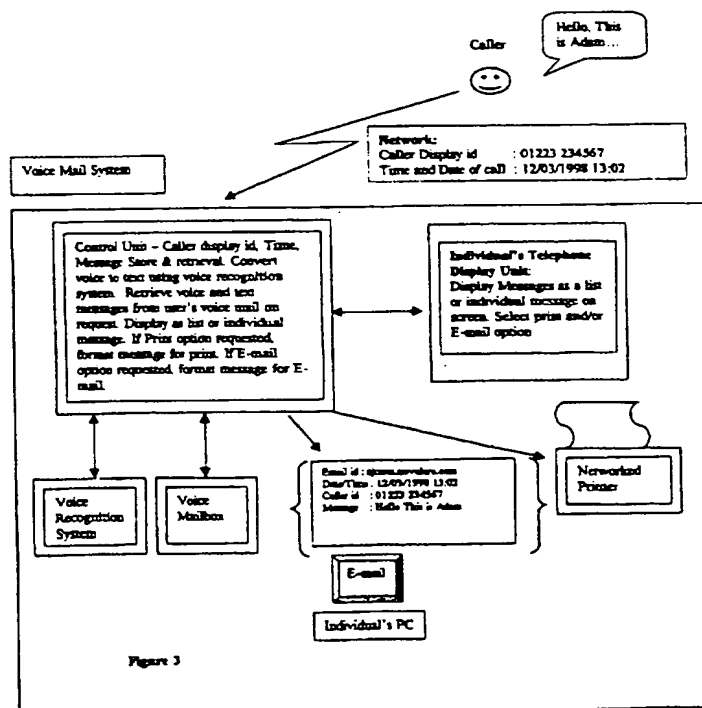 Caller
Hello, This
is Adam...
Network:
Caller Display id : 01223 234567
Time and Date of call : 12/03/1998 13:02
Voice Mail System
Control Unit – Caller display id, Time,
Message Store & retrieval. Convert
voice to text using voice recognition
system. Retrieve voice and text
messages from user's voice mail on
request. Display as list or individual
message. If Print option requested,
format message for print. If E-mail
option requested, format message for E-
mail.
Individual's Telephone
Display Unit:
Display Messages as a list
or individual message on
screen. Select print and/or
E-mail option
Voice
Recognition
System
Voice
Mailbox
Email id :
Date/Time : 12/03/1998 13:02
Caller id : 01223 234567
Message : Hello This is Adam
Networked
Printer
E-mail
Individual's PC
Figure 3